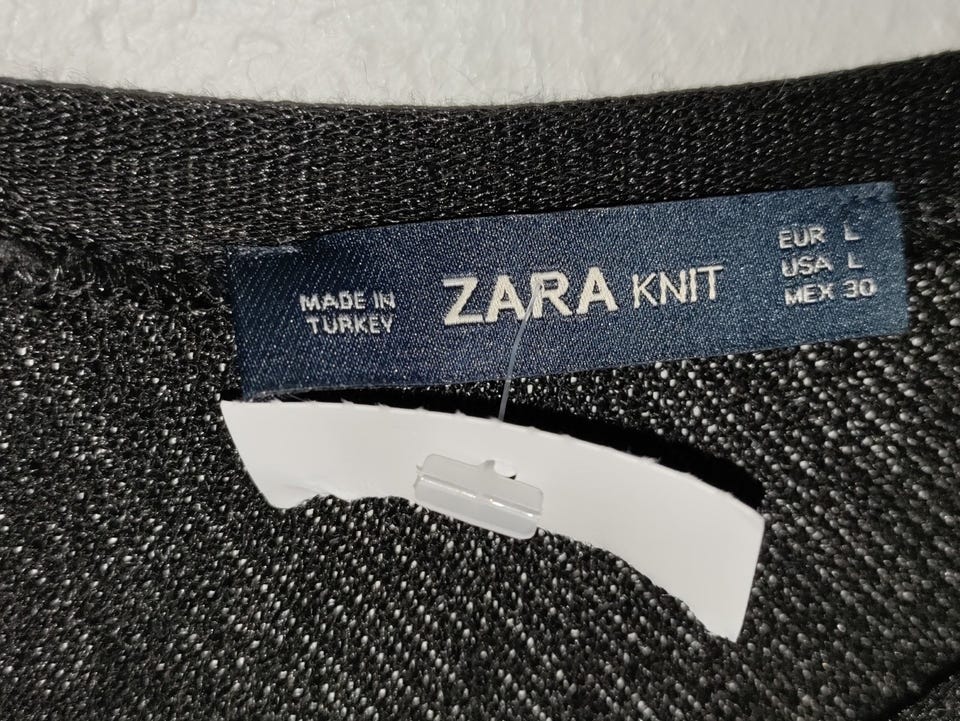 MADE IN
TURKEY
ZARA KNIT
EUR L
USA L
MEX 30